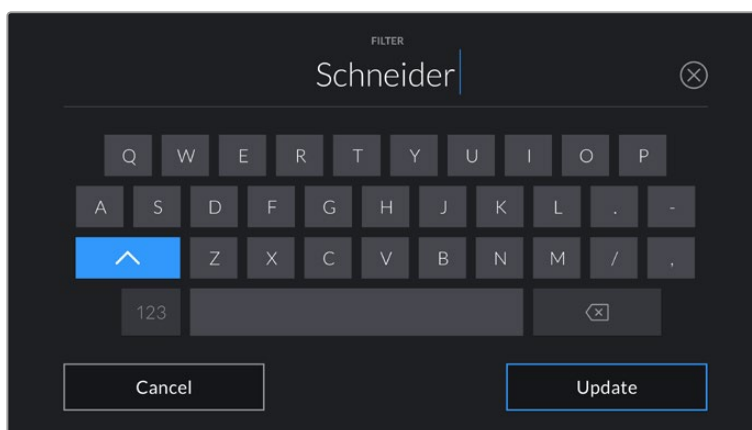 FILTER
Schneider
Q W E R T Y U I O P
A S D F G H J K L . -
Z X C V B N M / ,
123
Cancel Update